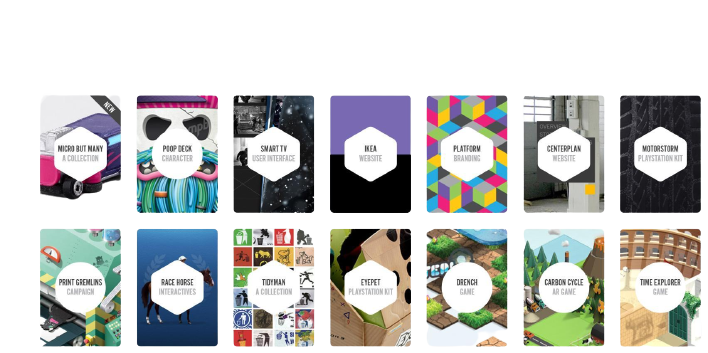 NEW
MICRO BUT MANY
A COLLECTION
POOP DECK
CHARACTER
SMART TV
USER INTERFACE
IKEA
WEBSITE
PLATFORM
BRANDING
CENTERPLAN
WEBSITE
MOTORSTORM
PLAYSTATION KIT
PRINT GREMLINS
CAMPAIGN
RACE HORSE
INTERACTIVES
TIDYMAN
A COLLECTION
EYEPET
PLAYSTATION KIT
DRENCH
GAME
CARBON CYCLE
AR GAME
TIME EXPLORER
GAME